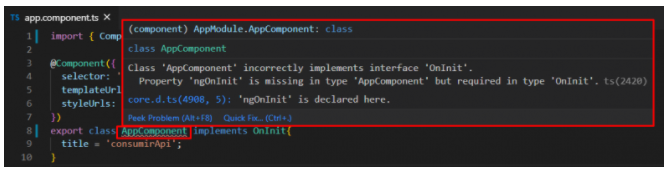 TS app.component.ts ×
1 import { Comp
(component) AppModule.AppComponent: class
2
class AppComponent
3 @Component({
Class 'AppComponent' incorrectly implements interface 'OnInit'.
4 selector: '
Property 'ngOnInit' is missing in type 'AppComponent' but required in type 'OnInit'. ts(2420)
5 templateUrl
6 styleUrls:
core.d.ts(4908, 5): 'ngOnInit' is declared here.
7 })
Peek Problem (Alt+F8) Quick Fix... (Ctrl+.)
8 export class AppComponent implements OnInit{
9 title = 'consumirApi';
10 }